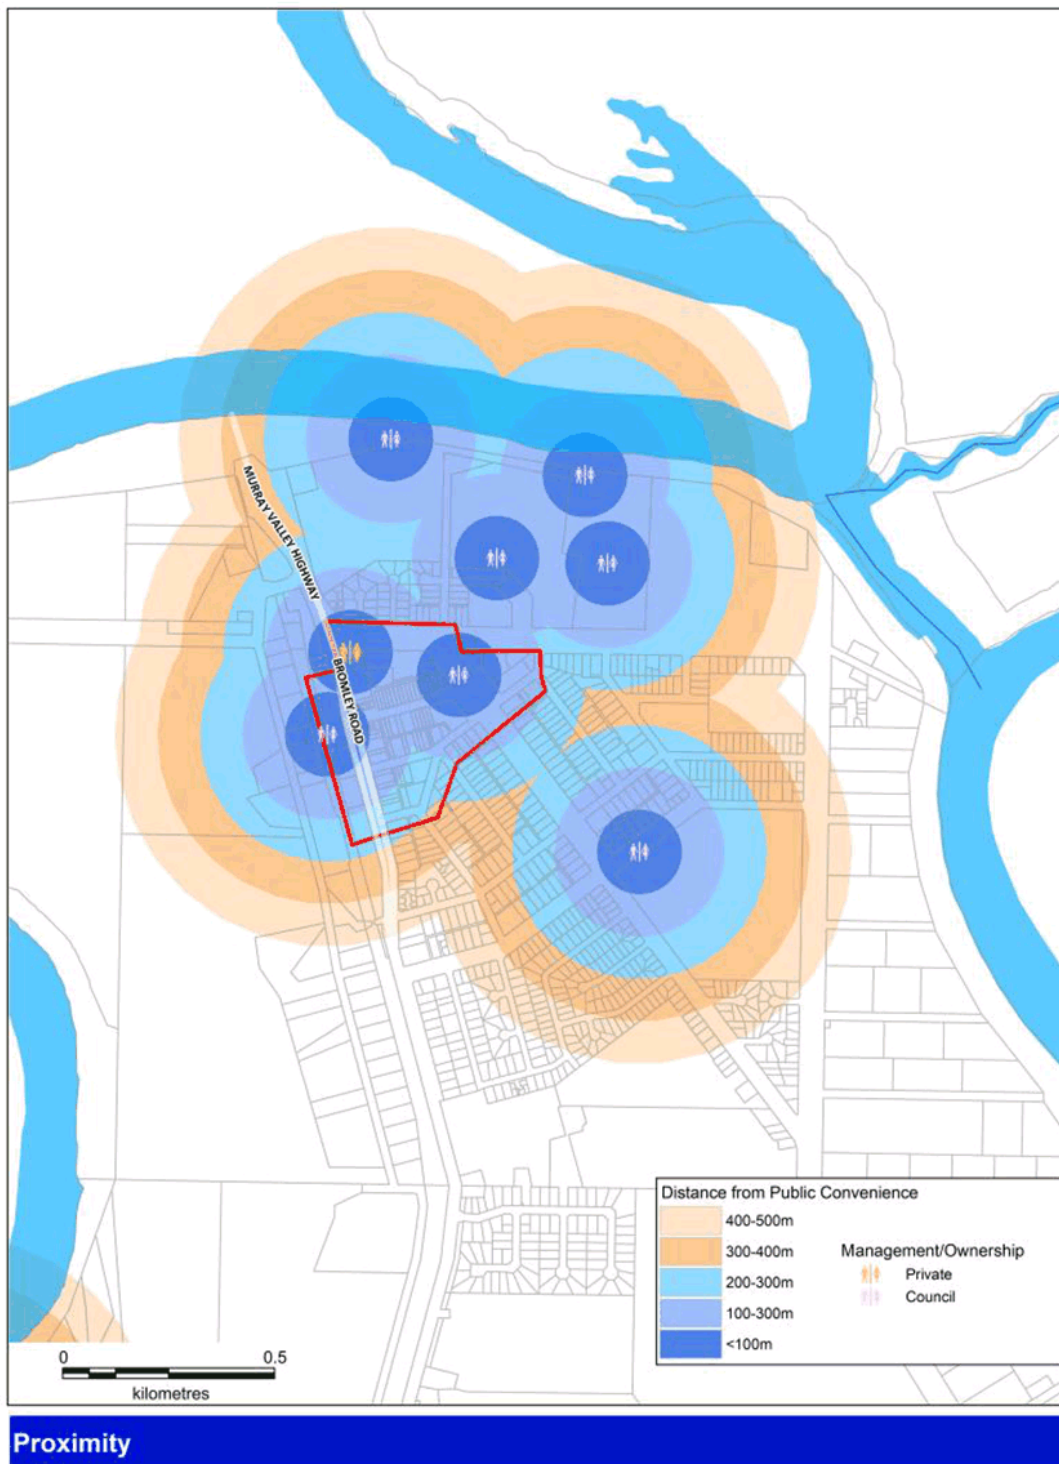 MURRAY VALLEY HIGHWAY
BROMLEY ROAD
Distance from Public Convenience
400-500m
300-400m
200-300m
100-300m
<100m
Management/Ownership
Private
Council
0 0.5
kilometres
Proximity